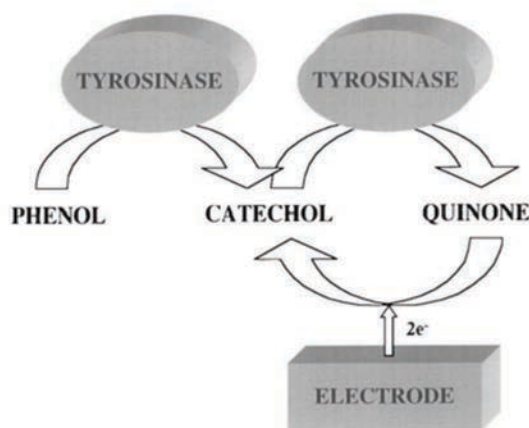 TYROSINASE TYROSINASE
PHENOL CATECHOL QUINONE
2e⁻
ELECTRODE